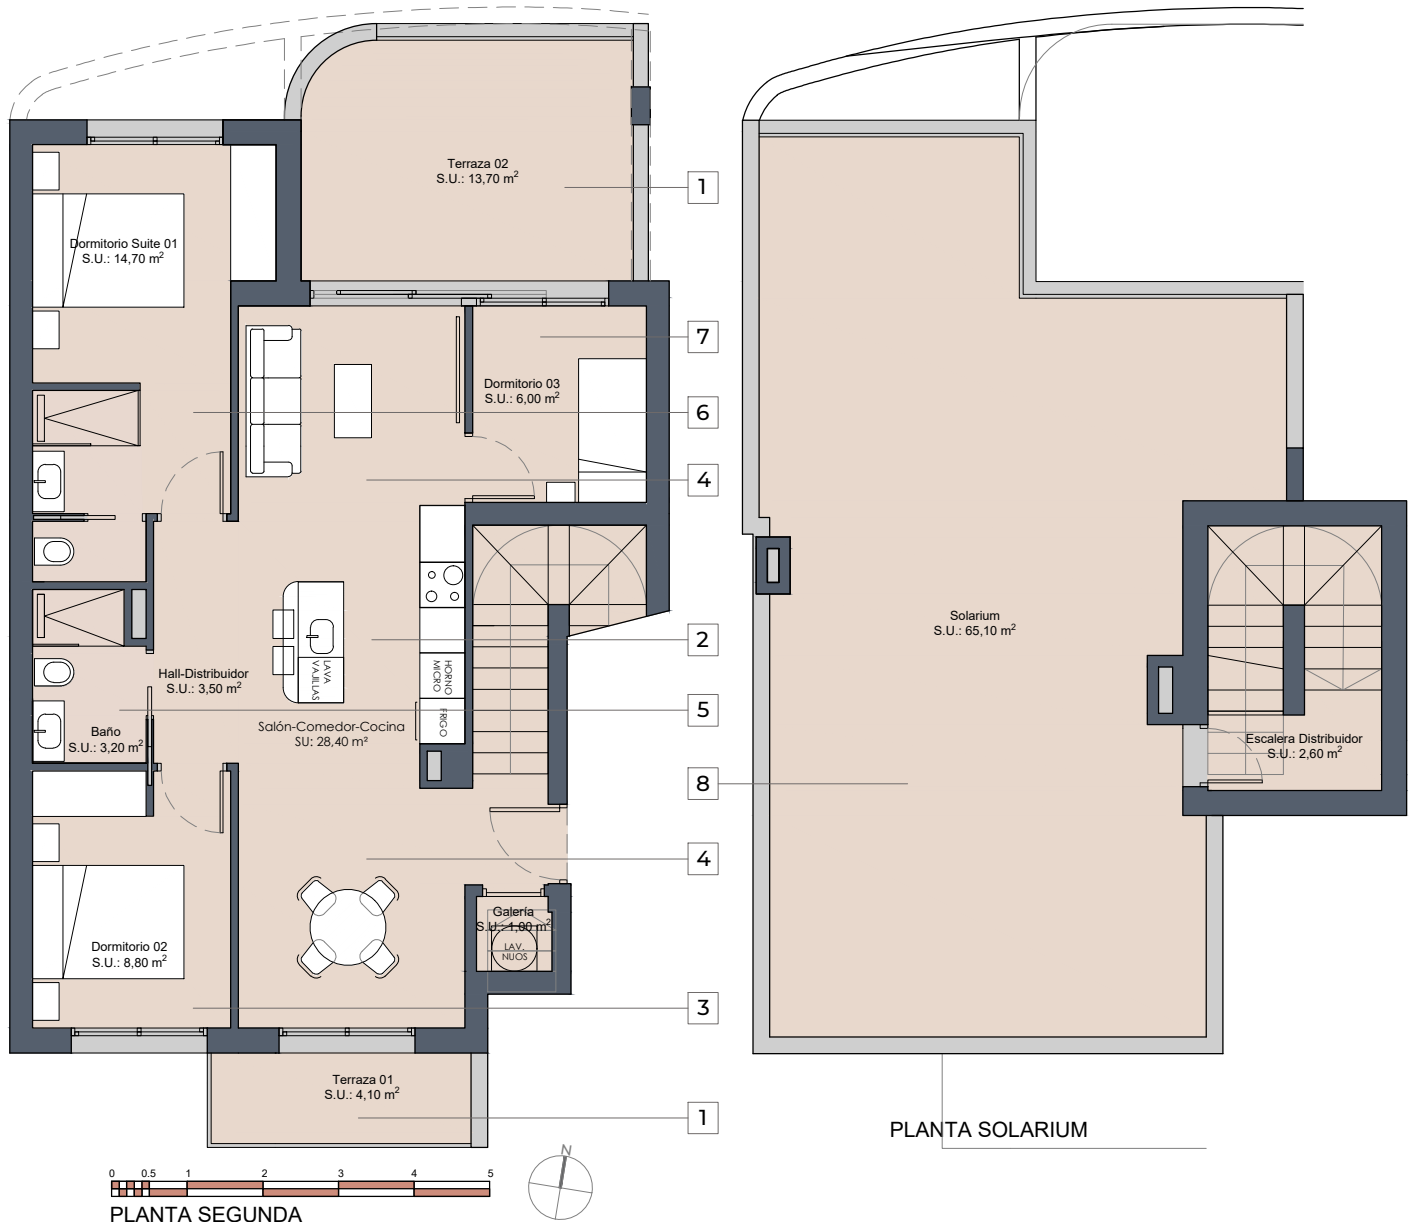 Terraza 02
S.U.: 13,70 m²
1
Dormitorio Suite 01
S.U.: 14,70 m²
7
Dormitorio 03
S.U.: 6,00 m²
6
4
Solarium
S.U.: 65,10 m²
2
LAVA
VAJILLAS
HORNO
MICRO
FRIGO
Hall-Distribuidor
S.U.: 3,50 m²
5
Salón-Comedor-Cocina
SU: 28,40 m²
Baño
S.U.: 3,20 m²
Escalera Distribuidor
S.U.: 2,60 m²
8
4
Galería
S.U.: 1,00 m²
LAV.
NUOS
Dormitorio 02
S.U.: 8,80 m²
3
Terraza 01
S.U.: 4,10 m²
1
PLANTA SOLARIUM
N
0 0.5 1 2 3 4 5
PLANTA SEGUNDA